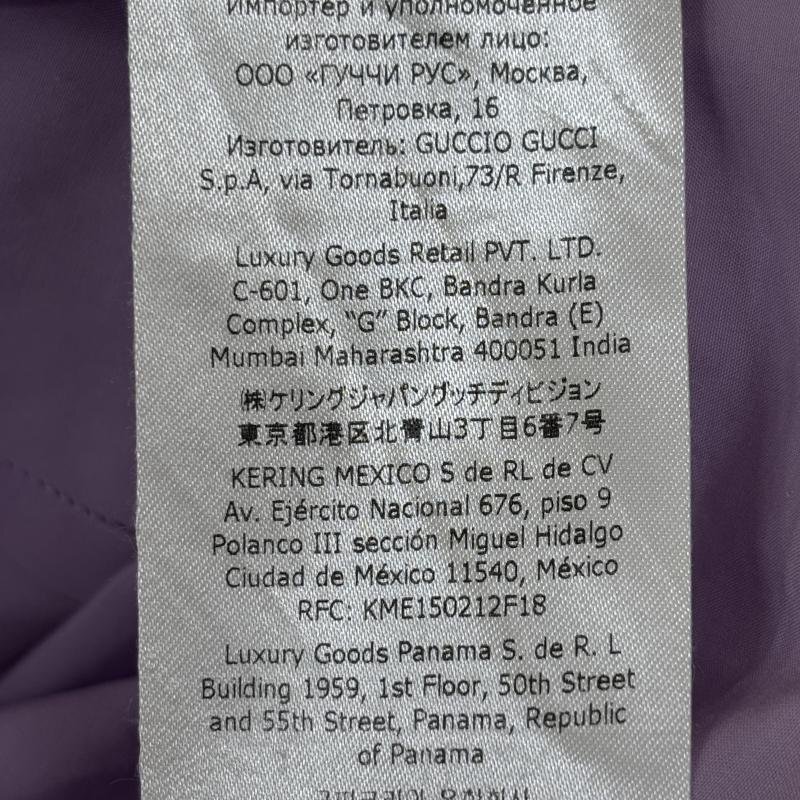 Импортер и уполномоченное
изготовителем лицо:
ООО «ГУЧЧИ РУС», Москва,
Петровка, 16
Изготовитель: GUCCIO GUCCI
S.p.A, via Tornabuoni,73/R Firenze,
Italia
Luxury Goods Retail PVT. LTD.
C-601, One BKC, Bandra Kurla
Complex, “G” Block, Bandra (E)
Mumbai Maharashtra 400051 India
㈱ケリングジャパングッチディビジョン
東京都港区北青山3丁目6番7号
KERING MEXICO S de RL de CV
Av. Ejército Nacional 676, piso 9
Polanco III sección Miguel Hidalgo
Ciudad de México 11540, México
RFC: KME150212F18
Luxury Goods Panama S. de R. L
Building 1959, 1st Floor, 50th Street
and 55th Street, Panama, Republic
of Panama